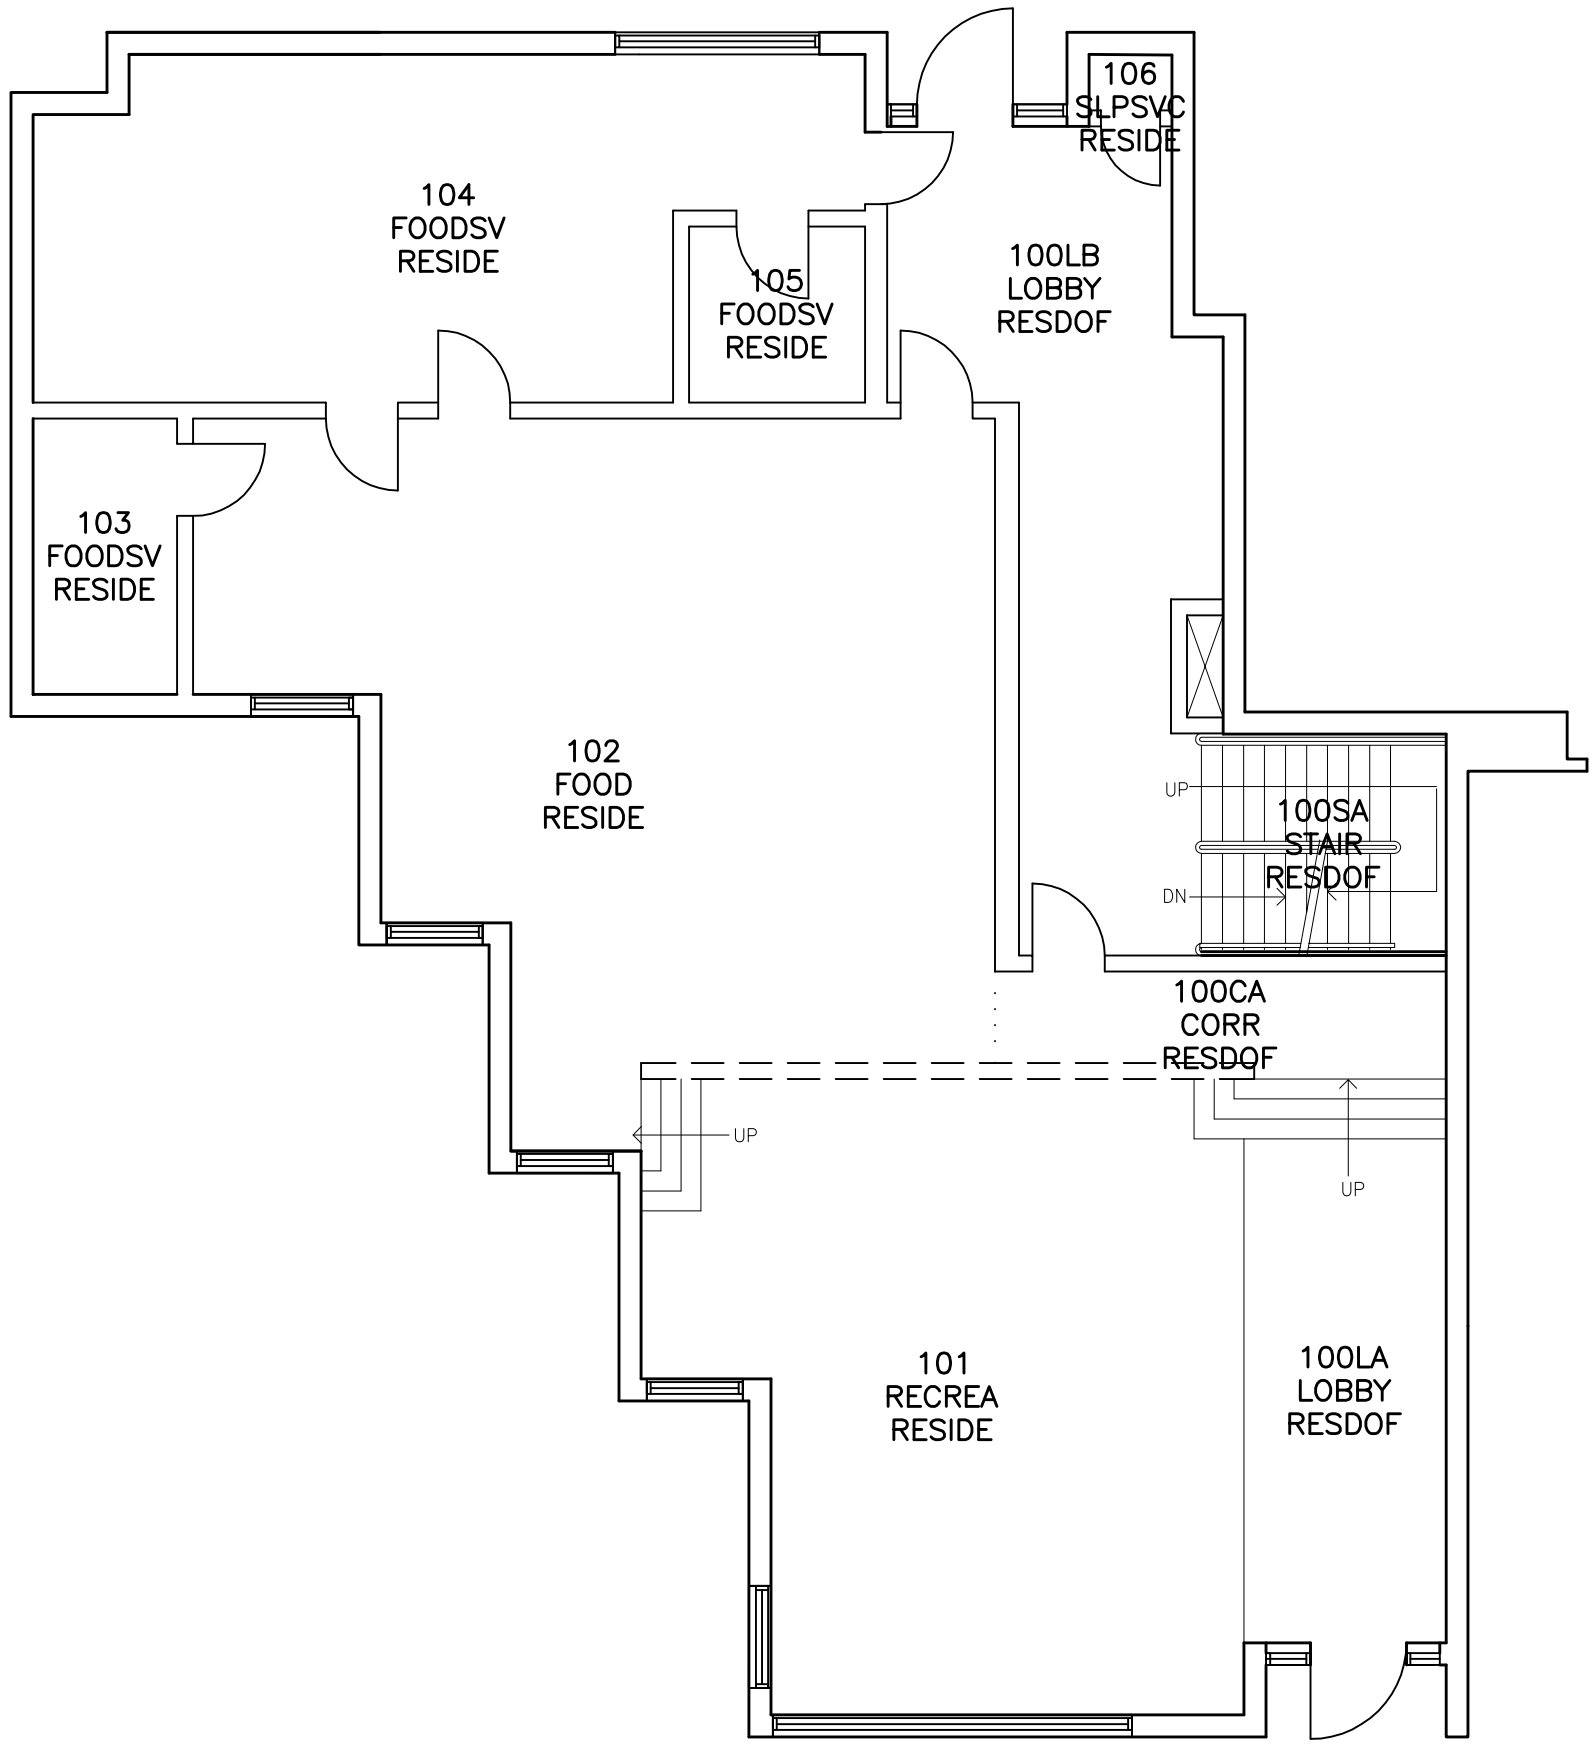 106
SLPSVC
RESIDE
104
FOODSV
RESIDE
100LB
LOBBY
RESDOF
105
FOODSV
RESIDE
103
FOODSV
RESIDE
102
FOOD
RESIDE
UP
100SA
STAIR
RESDOF
DN
100CA
CORR
RESDOF
UP
UP
101
RECREA
RESIDE
100LA
LOBBY
RESDOF